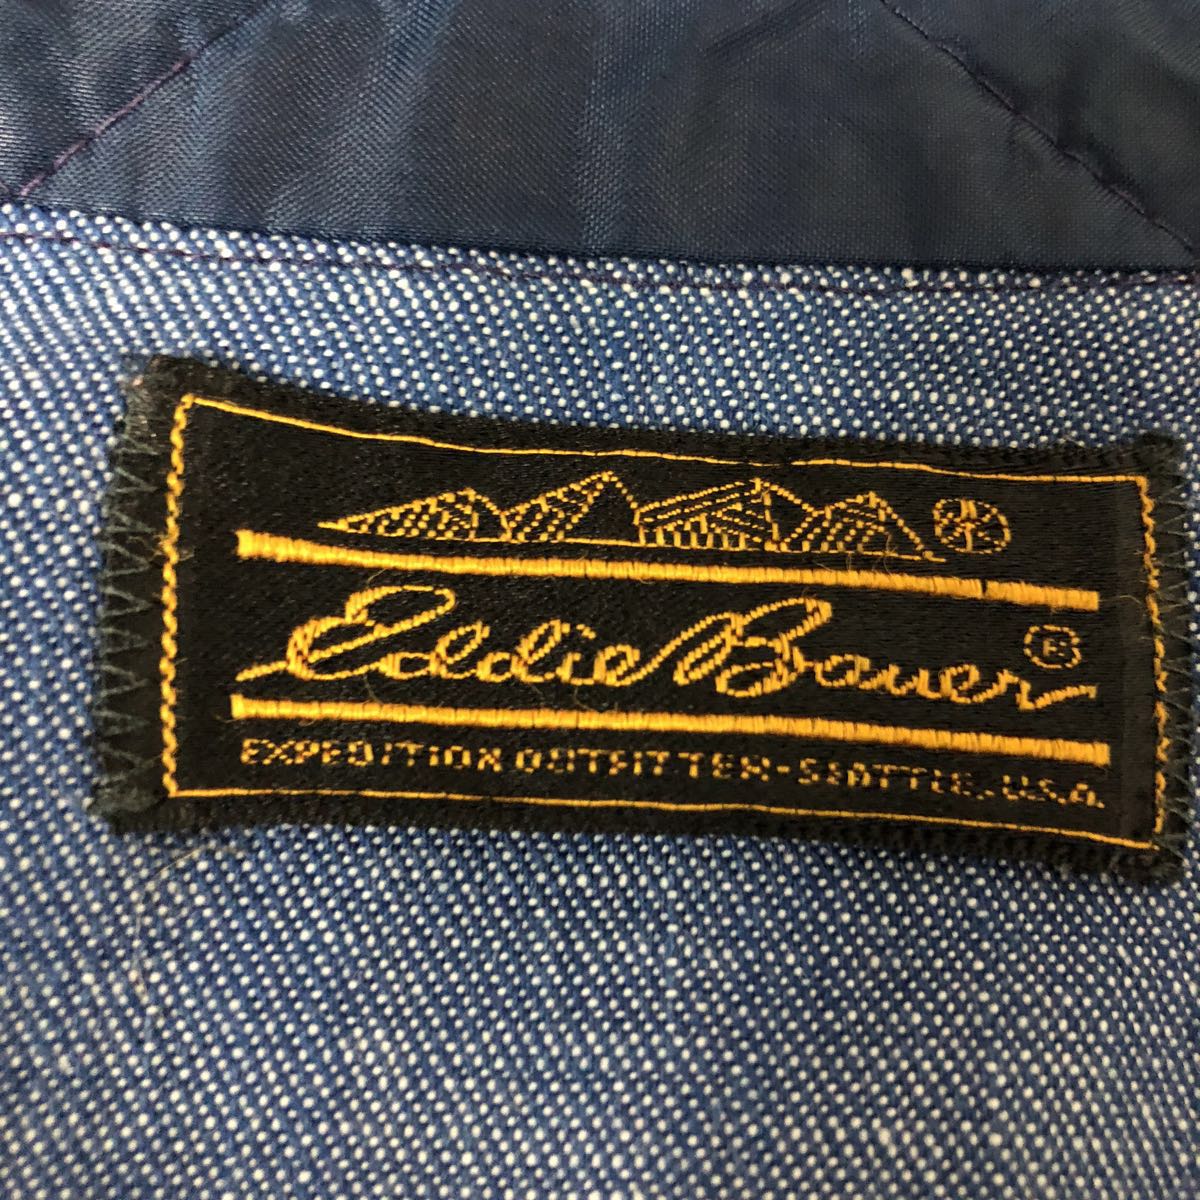 Eddie Bauer ®
EXPEDITION OUTFITTER-SEATTLE, U.S.A.